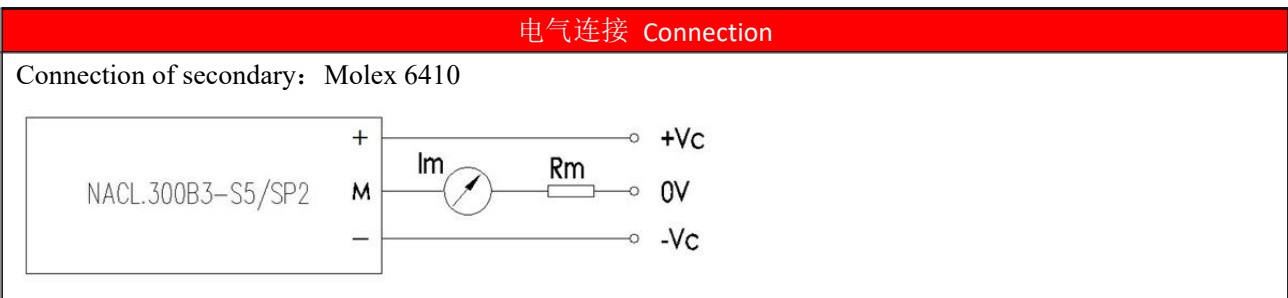 电气连接 Connection
Connection of secondary：Molex 6410
+ +Vc
Im Rm
NACL.300B3-S5/SP2 M 0V
− -Vc